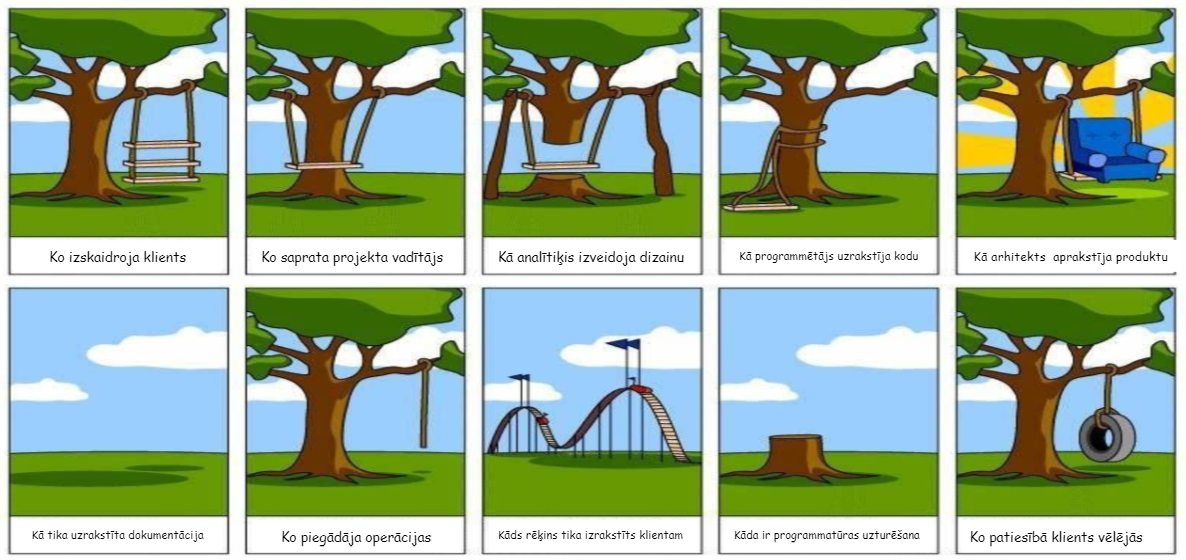 Ko izskaidroja klients
Ko saprata projekta vadītājs
Kā analītiķis izveidoja dizainu
Kā programmētājs uzrakstīja kodu
Kā arhitekts aprakstīja produktu
Kā tika uzrakstīta dokumentācija
Ko piegādāja operācijas
Kāds rēķins tika izrakstīts klientam
Kāda ir programmatūras uzturēšana
Ko patiesībā klients vēlējās